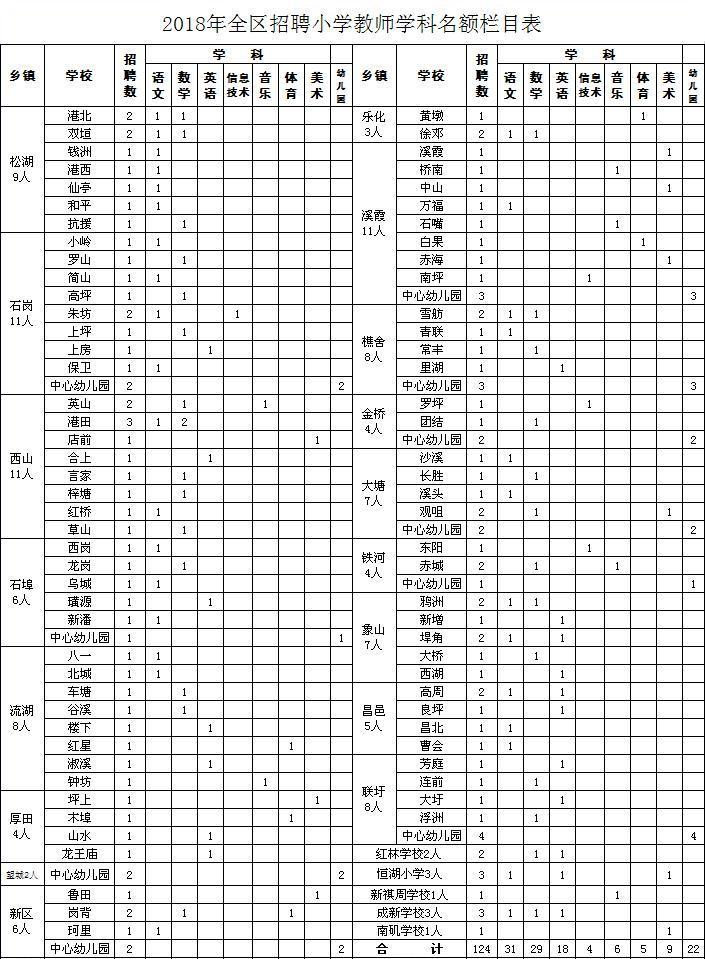 2018年全区招聘小学教师学科名额栏目表
乡镇 学校 招聘数 学 科 乡镇 学校 招聘数 学 科
语文 数学 英语 信息技术 音乐 体育 美术 幼儿园 语文 数学 英语 信息技术 音乐 体育 美术 幼儿园
松湖 9人 港北 2 1 1 乐化 3人 黄墩 1 1
双垣 2 1 1 徐邓 2 1 1
钱洲 1 1 溪霞 11人 溪霞 1 1
港西 1 1 桥南 1 1
仙亭 1 1 中山 1 1
和平 1 1 万福 1 1
抗援 1 1 石嘴 1 1
石岗 11人 小岭 1 1 白果 1 1
罗山 1 1 赤海 1 1
简山 1 1 南坪 1 1
高坪 1 1 中心幼儿园 3 3
朱坊 2 1 1 樵舍 8人 雪舫 2 1 1
上坪 1 1 青联 1 1
上房 1 1 常丰 1 1
保卫 1 1 里湖 1 1
中心幼儿园 2 2 中心幼儿园 3 3
西山 11人 英山 2 1 1 金桥 4人 罗坪 1 1
港田 3 1 2 团结 1 1
店前 1 1 中心幼儿园 2 2
合上 1 1 大塘 7人 沙溪 1 1
言家 1 1 长胜 1 1
梓塘 1 1 溪头 1 1
红桥 1 1 观咀 2 1 1
草山 1 1 中心幼儿园 2 2
石埠 6人 西岗 1 1 铁河 4人 东阳 1 1
龙岗 1 1 赤城 2 1 1
乌城 1 1 中心幼儿园 1 1
璜源 1 1 象山 7人 鸦洲 2 1 1
新潘 1 1 新增 1 1
中心幼儿园 1 1 堤角 2 1 1
流湖 8人 八一 1 1 大桥 1 1
北城 1 1 西湖 1 1
车塘 1 1 昌邑 5人 高周 2 1 1
谷溪 1 1 良坪 1 1
楼下 1 1 昌北 1 1
红星 1 1 曹会 1 1
淑溪 1 1 联圩 8人 芳庭 1 1
钟坊 1 1 连前 1 1
厚田 4人 坪上 1 1 大圩 1 1
木埠 1 1 浮洲 1 1
山水 1 1 中心幼儿园 4 4
龙王庙 1 1 红林学校2人 2 1 1
望城2人 中心幼儿园 2 2 恒湖小学3人 3 1 1 1
新区 6人 鲁田 1 1 新祺周学校1人 1 1
岗背 2 1 1 成新学校3人 3 1 1 1
珂里 1 1 南矶学校1人 1 1
中心幼儿园 2 2 合 计 124 31 29 18 4 6 5 9 22